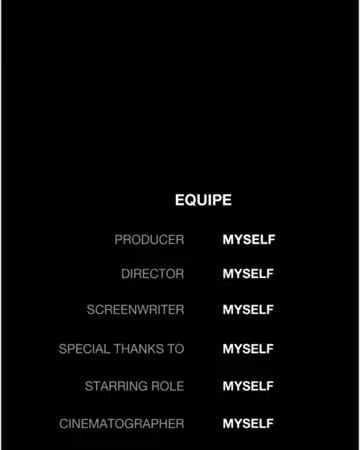 EQUIPE
PRODUCER MYSELF
DIRECTOR MYSELF
SCREENWRITER MYSELF
SPECIAL THANKS TO MYSELF
STARRING ROLE MYSELF
CINEMATOGRAPHER MYSELF